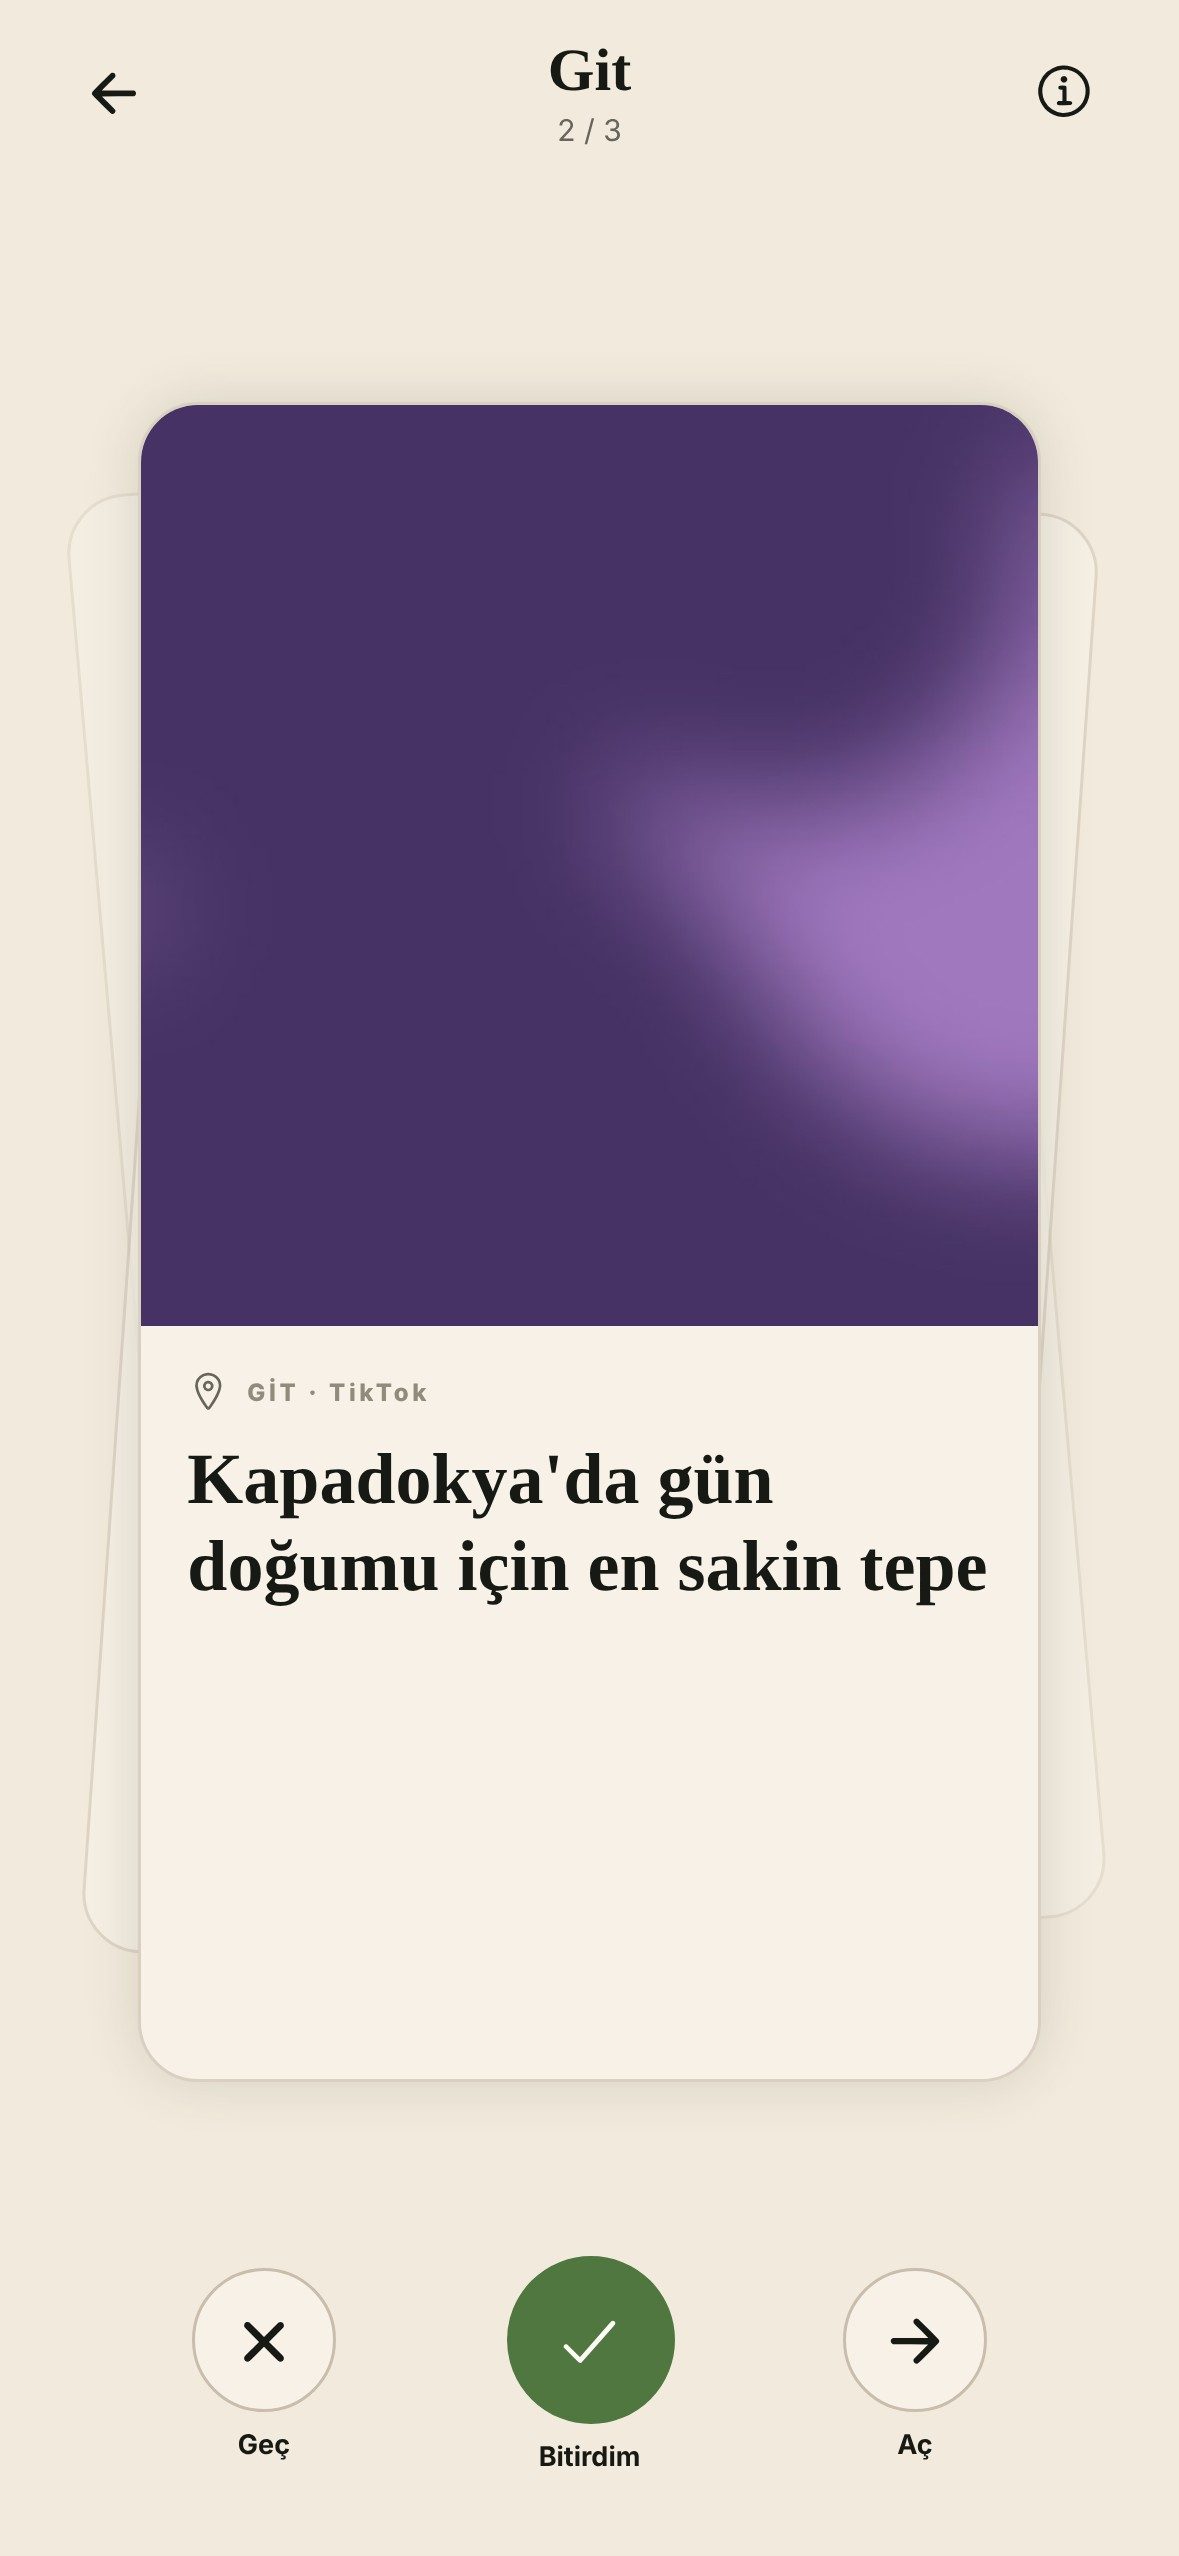 Git
2 / 3
GİT · TikTok
Kapadokya'da gün
doğumu için en sakin tepe
Geç
Bitirdim
Aç